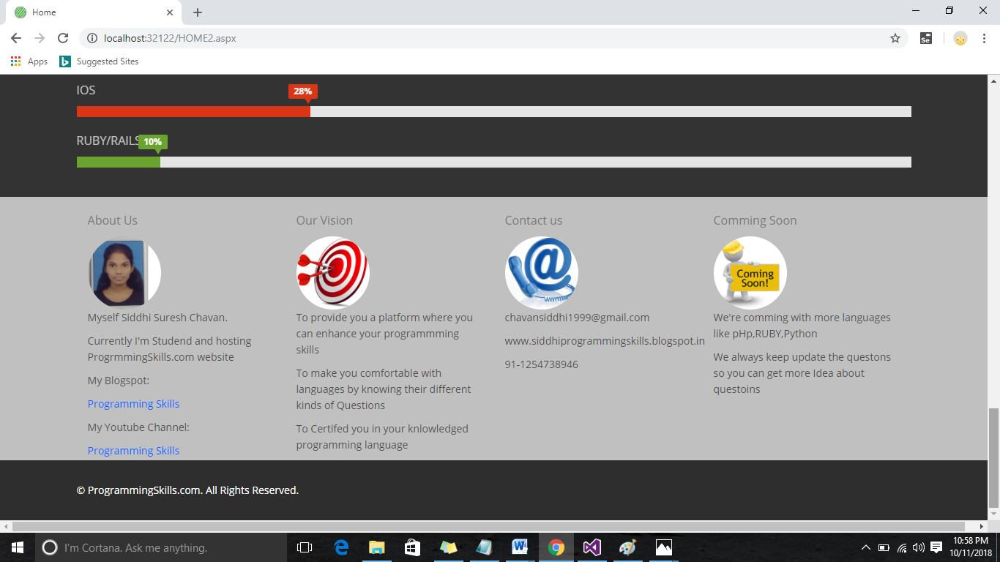 Home
localhost:32122/HOME2.aspx
Se
Apps
Suggested Sites
IOS
28%
RUBY/RAILS
10%
About Us
Myself Siddhi Suresh Chavan.
Currently I'm Studend and hosting
ProgrmmingSkills.com website
My Blogspot:
Programming Skills
My Youtube Channel:
Programming Skills
Our Vision
To provide you a platform where you
can enhance your programmming
skills
To make you comfortable with
languages by knowing their different
kinds of Questions
To Certifed you in your knlowledged
programming language
Contact us
@
chavansiddhi1999@gmail.com
www.siddhiprogrammingskills.blogspot.in
91-1254738946
Comming Soon
Coming
Soon!
We're comming with more languages
like pHp,RUBY,Python
We always keep update the questons
so you can get more Idea about
questoins
© ProgrammingSkills.com. All Rights Reserved.
I'm Cortana. Ask me anything.
10:58 PM
10/11/2018